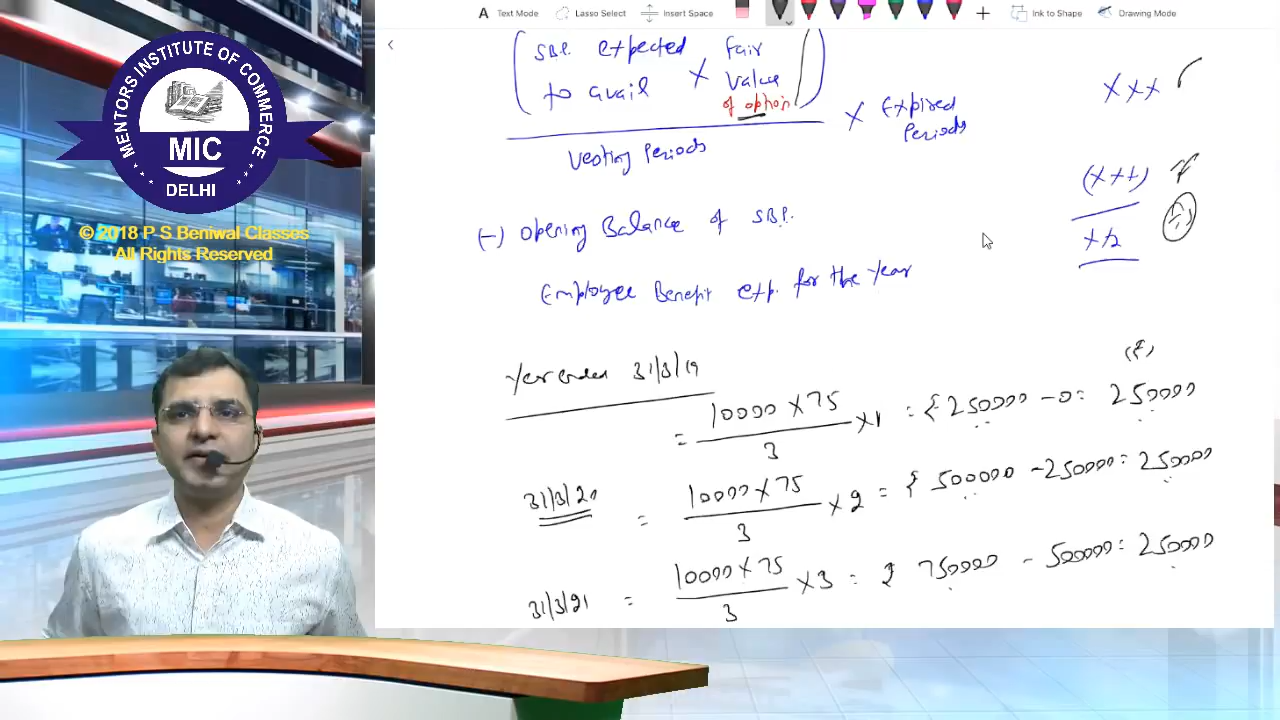 Text Mode
Lasso Select
Insert Space
Ink to Shape
Drawing Mode
MENTORS INSTITUTE OF COMMERCE
MIC
DELHI
© 2018 P S Beniwal Classes
All Rights Reserved
SBP expected × Fair
to avail Value
of option
× Expired
Periods
Vesting Periods
xxx
(-) Opening Balance of S.B.P.
(xxx)
Employee Benefit exp. for the Year
(₹)
Year ended 31/3/19
= 10000 × 75 / 3 × 1 = ₹ 250000 - 0 = 250000
31/3/20 = 10000 × 75 / 3 × 2 = ₹ 500000 - 250000 = 250000
31/3/21 = 10000 × 75 / 3 × 3 = ₹ 750000 - 500000 = 250000